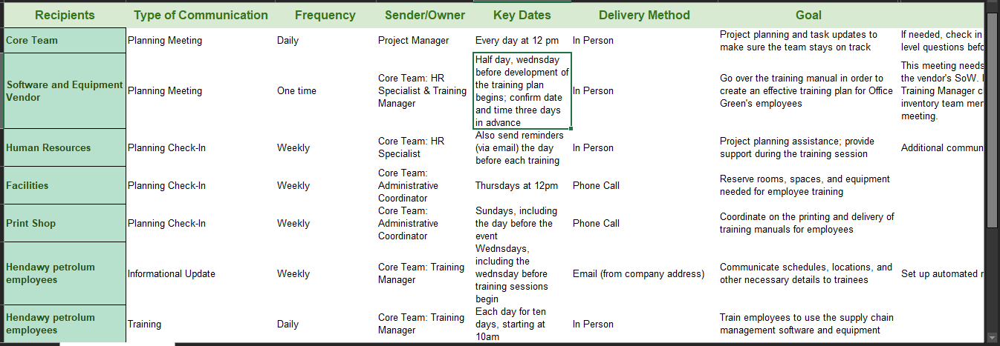 Recipients Type of Communication Frequency Sender/Owner Key Dates Delivery Method Goal
Core Team
Planning Meeting
Daily
Project Manager
Every day at 12 pm
In Person
Project planning and task updates to
make sure the team stays on track
If needed, check in
level questions
Software and Equipment
Vendor
Planning Meeting
One time
Core Team: HR
Specialist & Training
Manager
Half day, wednsday
before development of
the training plan
begins; confirm date
and time three days
in advance
In Person
Go over the training manual in order to
create an effective training plan for Office
Green's employees
This meeting needs
the vendor's SoW.
Training Manager
inventory team
meeting.
Human Resources
Planning Check-In
Weekly
Core Team: HR
Specialist
Also send reminders
(via email) the day
before each training
In Person
Project planning assistance; provide
support during the training session
Additional
Facilities
Planning Check-In
Weekly
Core Team:
Administrative
Coordinator
Thursdays at 12pm
Phone Call
Reserve rooms, spaces, and equipment
needed for employee training
Print Shop
Planning Check-In
Weekly
Core Team:
Administrative
Coordinator
Sundays, including
the day before the
event
Phone Call
Coordinate on the printing and delivery of
training manuals for employees
Hendawy petrolum
employees
Informational Update
Weekly
Core Team: Training
Manager
Wednsdays,
including the
wednsday before
training sessions
begin
Email (from company address)
Communicate schedules, locations, and
other necessary details to trainees
Set up automated
Hendawy petrolum
employees
Training
Daily
Core Team: Training
Manager
Each day for ten
days, starting at
10am
In Person
Train employees to use the supply chain
management software and equipment